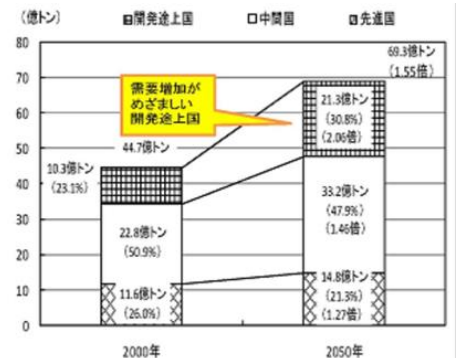 (億トン) 開発途上国 中間国 先進国
80
70
60
50
40
30
20
10
0
需要増加が
めざましい
開発途上国
69.3億トン
(1.55倍)
44.7億トン
10.3億トン
(23.1%)
22.8億トン
(50.9%)
11.6億トン
(26.0%)
21.3億トン
(30.8%)
(2.06倍)
33.2億トン
(47.9%)
(1.46倍)
14.8億トン
(21.3%)
(1.27倍)
2000年 2050年